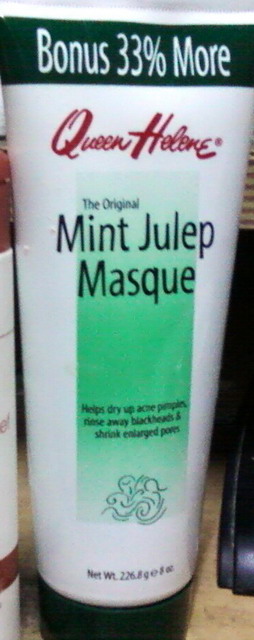 Bonus 33% More
Queen Helene®
The Original
Mint Julep
Masque
Helps dry up acne pimples,
rinse away blackheads &
shrink enlarged pores
Net Wt. 226.8 g e 8 oz.